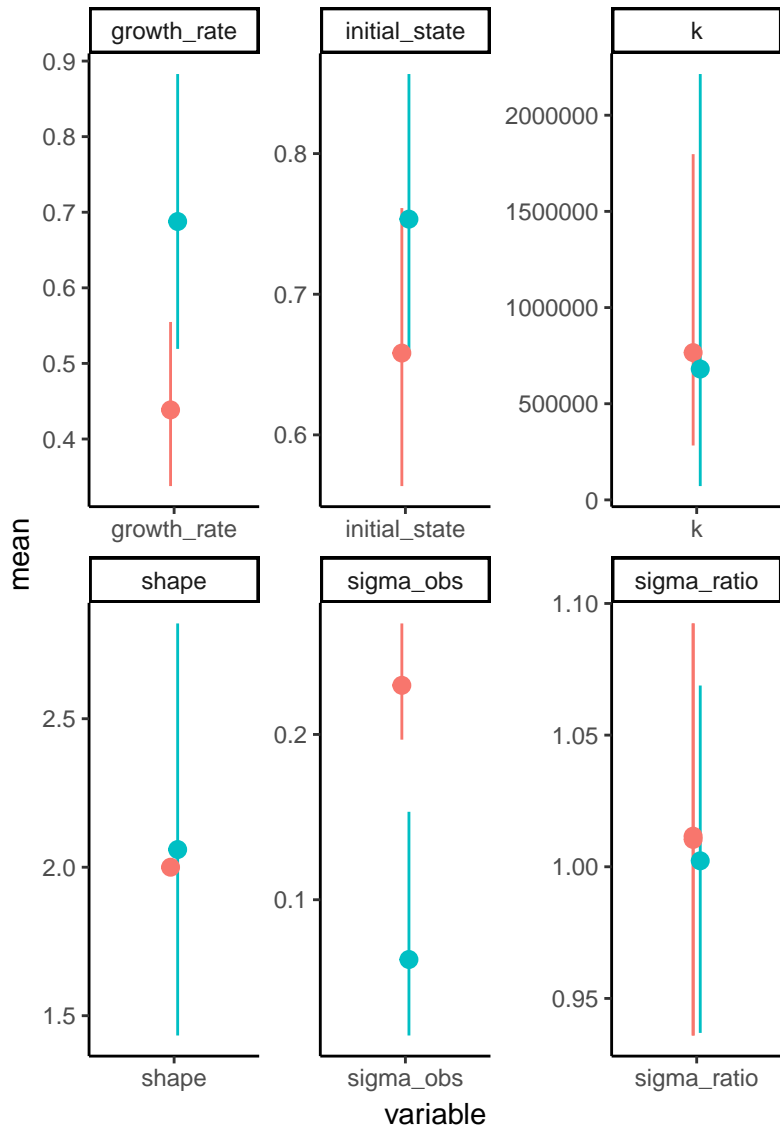 growth_rate
initial_state
k
0.9
0.8
0.7
0.6
0.5
0.4
0.8
0.7
0.6
2000000
1500000
1000000
500000
0
growth_rate
initial_state
k
mean
shape
sigma_obs
sigma_ratio
2.5
2.0
1.5
0.2
0.1
1.10
1.05
1.00
0.95
shape
sigma_obs
sigma_ratio
variable